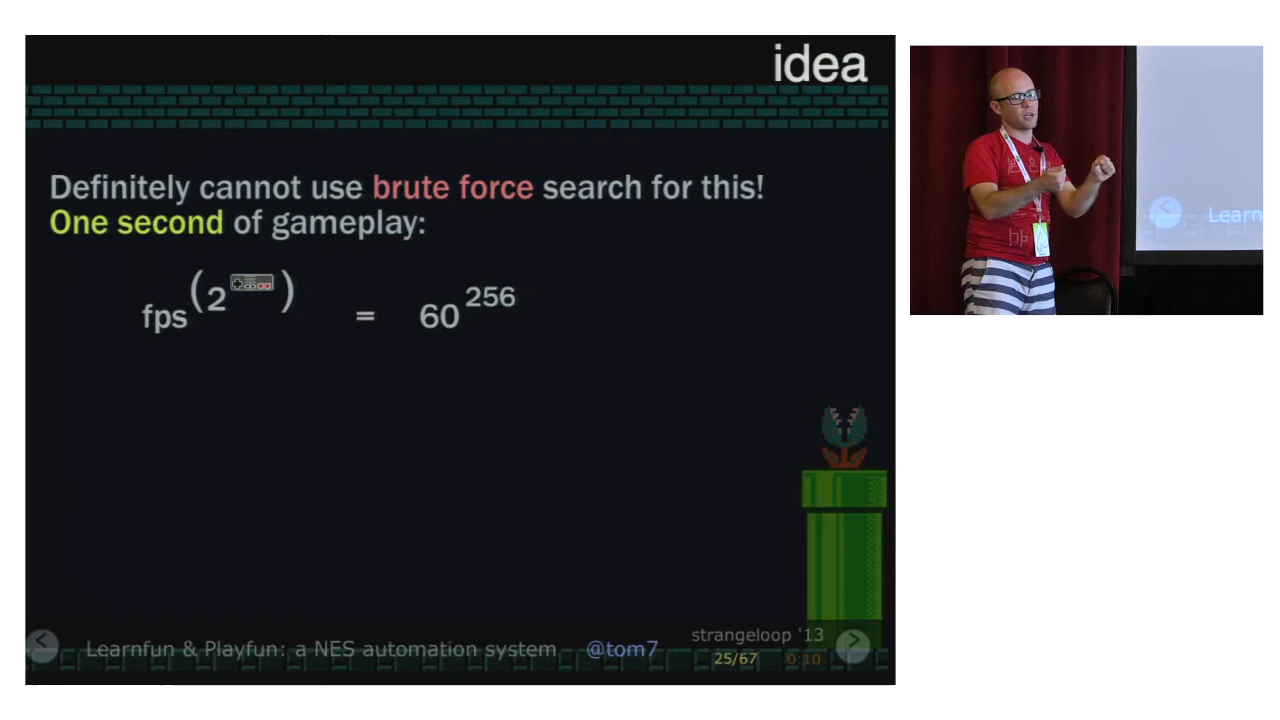 idea
Definitely cannot use brute force search for this!
One second of gameplay:
fps(2 ) = 60 256
Learnfun & Playfun: a NES automation system @tom7
strangeloop '13
25/67 0:10
Learn